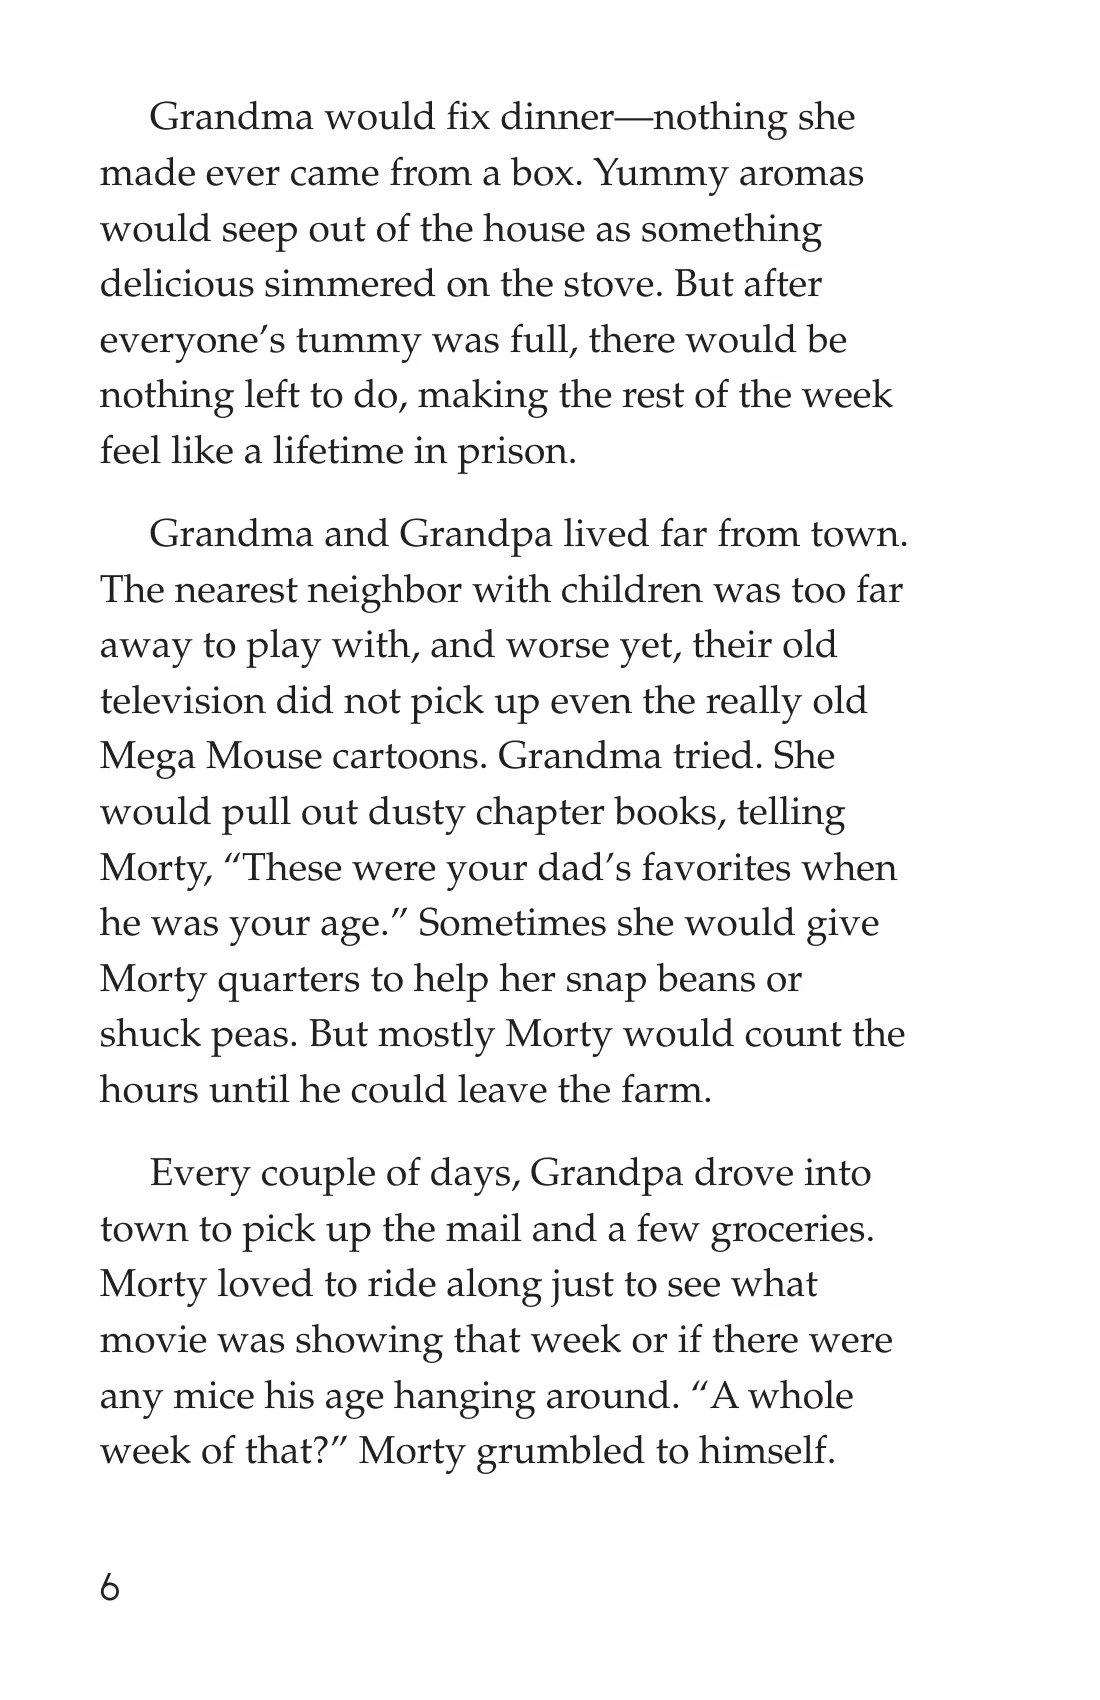 Grandma would fix dinner—nothing she
made ever came from a box. Yummy aromas
would seep out of the house as something
delicious simmered on the stove. But after
everyone’s tummy was full, there would be
nothing left to do, making the rest of the week
feel like a lifetime in prison.
Grandma and Grandpa lived far from town.
The nearest neighbor with children was too far
away to play with, and worse yet, their old
television did not pick up even the really old
Mega Mouse cartoons. Grandma tried. She
would pull out dusty chapter books, telling
Morty, “These were your dad’s favorites when
he was your age.” Sometimes she would give
Morty quarters to help her snap beans or
shuck peas. But mostly Morty would count the
hours until he could leave the farm.
Every couple of days, Grandpa drove into
town to pick up the mail and a few groceries.
Morty loved to ride along just to see what
movie was showing that week or if there were
any mice his age hanging around. “A whole
week of that?” Morty grumbled to himself.
6